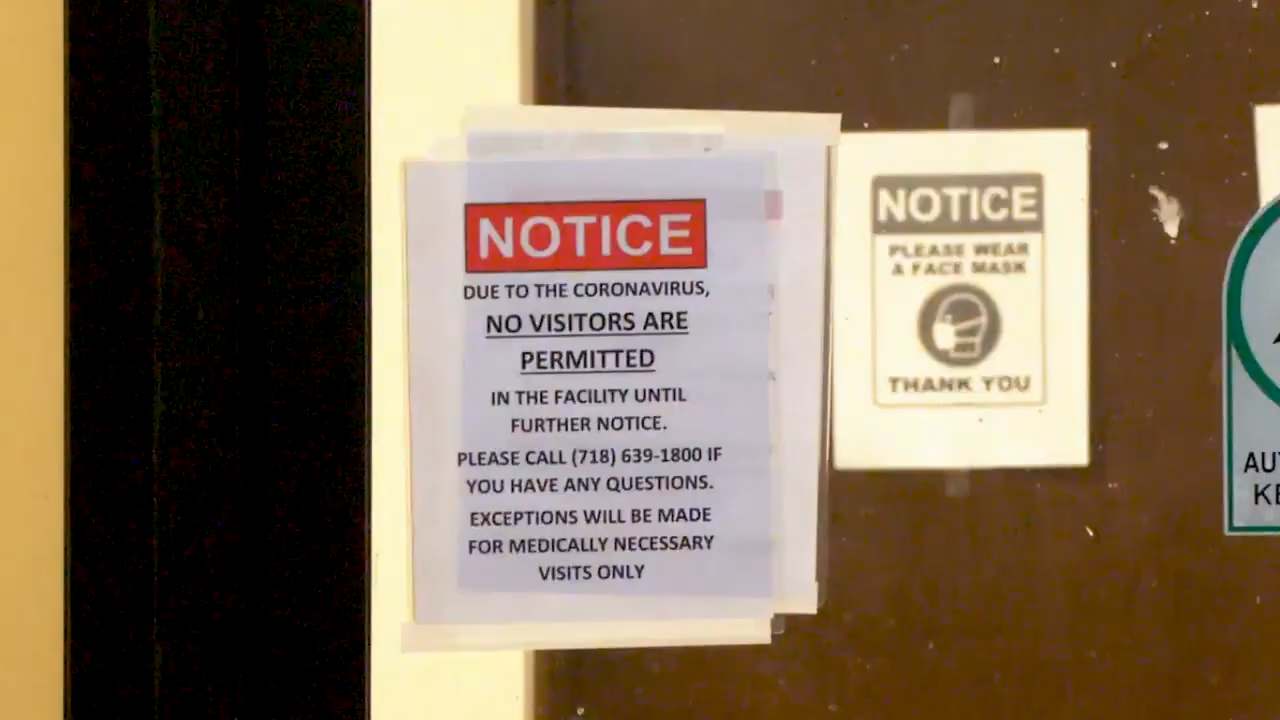 NOTICE
DUE TO THE CORONAVIRUS,
NO VISITORS ARE
PERMITTED
IN THE FACILITY UNTIL
FURTHER NOTICE.
PLEASE CALL (718) 639-1800 IF
YOU HAVE ANY QUESTIONS.
EXCEPTIONS WILL BE MADE
FOR MEDICALLY NECESSARY
VISITS ONLY
NOTICE
PLEASE WEAR
A FACE MASK
THANK YOU